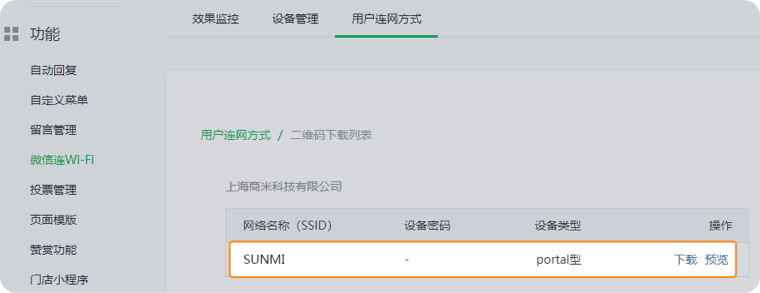 效果监控 设备管理 用户连网方式
功能
自动回复
自定义菜单
留言管理
微信连Wi-Fi
投票管理
页面模版
赞赏功能
门店小程序
用户连网方式 / 二维码下载列表
上海商米科技有限公司
网络名称（SSID） 设备密码 设备类型 操作
SUNMI - portal型 下载 预览